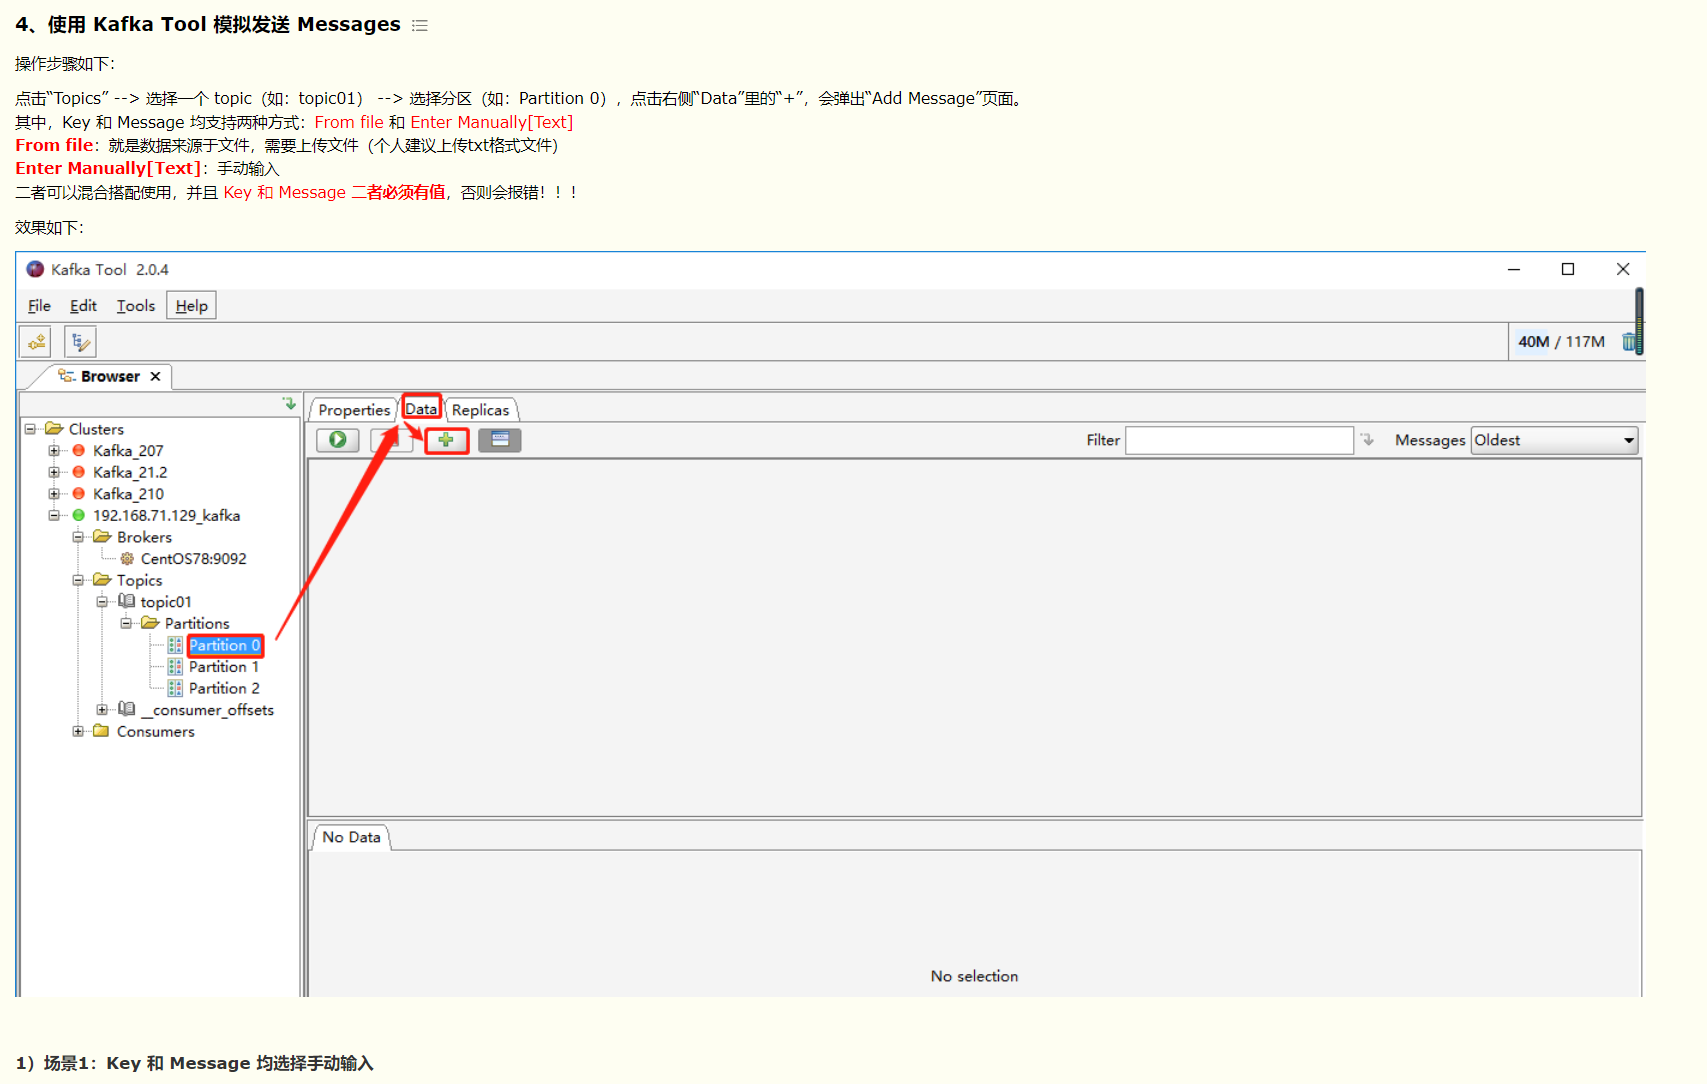 4、使用 Kafka Tool 模拟发送 Messages
操作步骤如下：
点击“Topics” --> 选择一个 topic（如：topic01） --> 选择分区（如：Partition 0），点击右侧“Data”里的“+”，会弹出“Add Message”页面。
其中，Key 和 Message 均支持两种方式：From file 和 Enter Manually[Text]
From file：就是数据来源于文件，需要上传文件（个人建议上传txt格式文件）
Enter Manually[Text]：手动输入
二者可以混合搭配使用，并且 Key 和 Message 二者必须有值，否则会报错！！！
效果如下：
Kafka Tool 2.0.4
File Edit Tools Help
40M / 117M
Browser
Properties Data Replicas
Filter Messages Oldest
Clusters
Kafka_207
Kafka_21.2
Kafka_210
192.168.71.129_kafka
Brokers
CentOS78:9092
Topics
topic01
Partitions
Partition 0
Partition 1
Partition 2
__consumer_offsets
Consumers
No Data
No selection
1）场景1：Key 和 Message 均选择手动输入